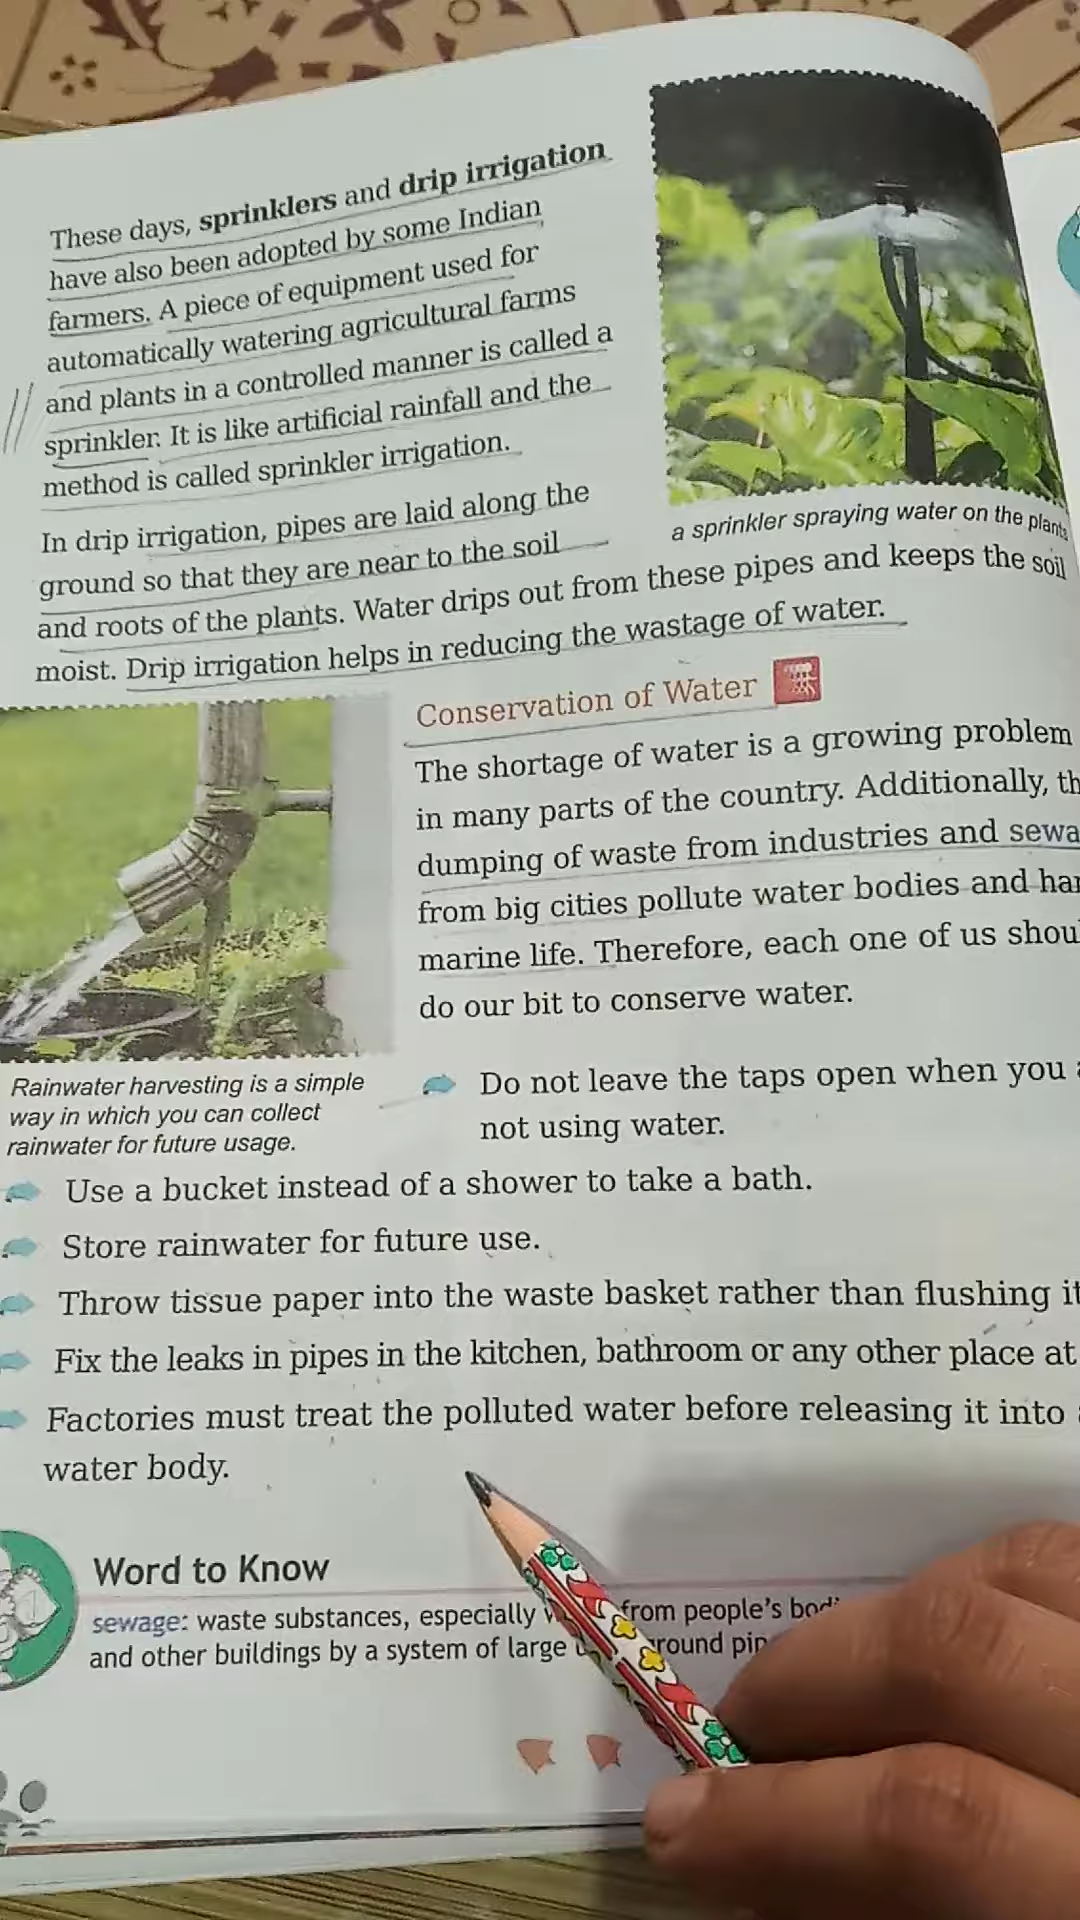 These days, sprinklers and drip irrigation
have also been adopted by some Indian
farmers. A piece of equipment used for
automatically watering agricultural farms
and plants in a controlled manner is called a
sprinkler. It is like artificial rainfall and the
method is called sprinkler irrigation.
a sprinkler spraying water on the plants
In drip irrigation, pipes are laid along the
ground so that they are near to the soil
and roots of the plants. Water drips out from these pipes and keeps the soil
moist. Drip irrigation helps in reducing the wastage of water.
Conservation of Water
The shortage of water is a growing problem
in many parts of the country. Additionally, th
dumping of waste from industries and sewa
from big cities pollute water bodies and har
marine life. Therefore, each one of us shou
do our bit to conserve water.
Rainwater harvesting is a simple
way in which you can collect
rainwater for future usage.
Do not leave the taps open when you
not using water.
Use a bucket instead of a shower to take a bath.
Store rainwater for future use.
Throw tissue paper into the waste basket rather than flushing it
Fix the leaks in pipes in the kitchen, bathroom or any other place at
Factories must treat the polluted water before releasing it into
water body.
Word to Know
sewage: waste substances, especially from people's bodi
and other buildings by a system of large round pip